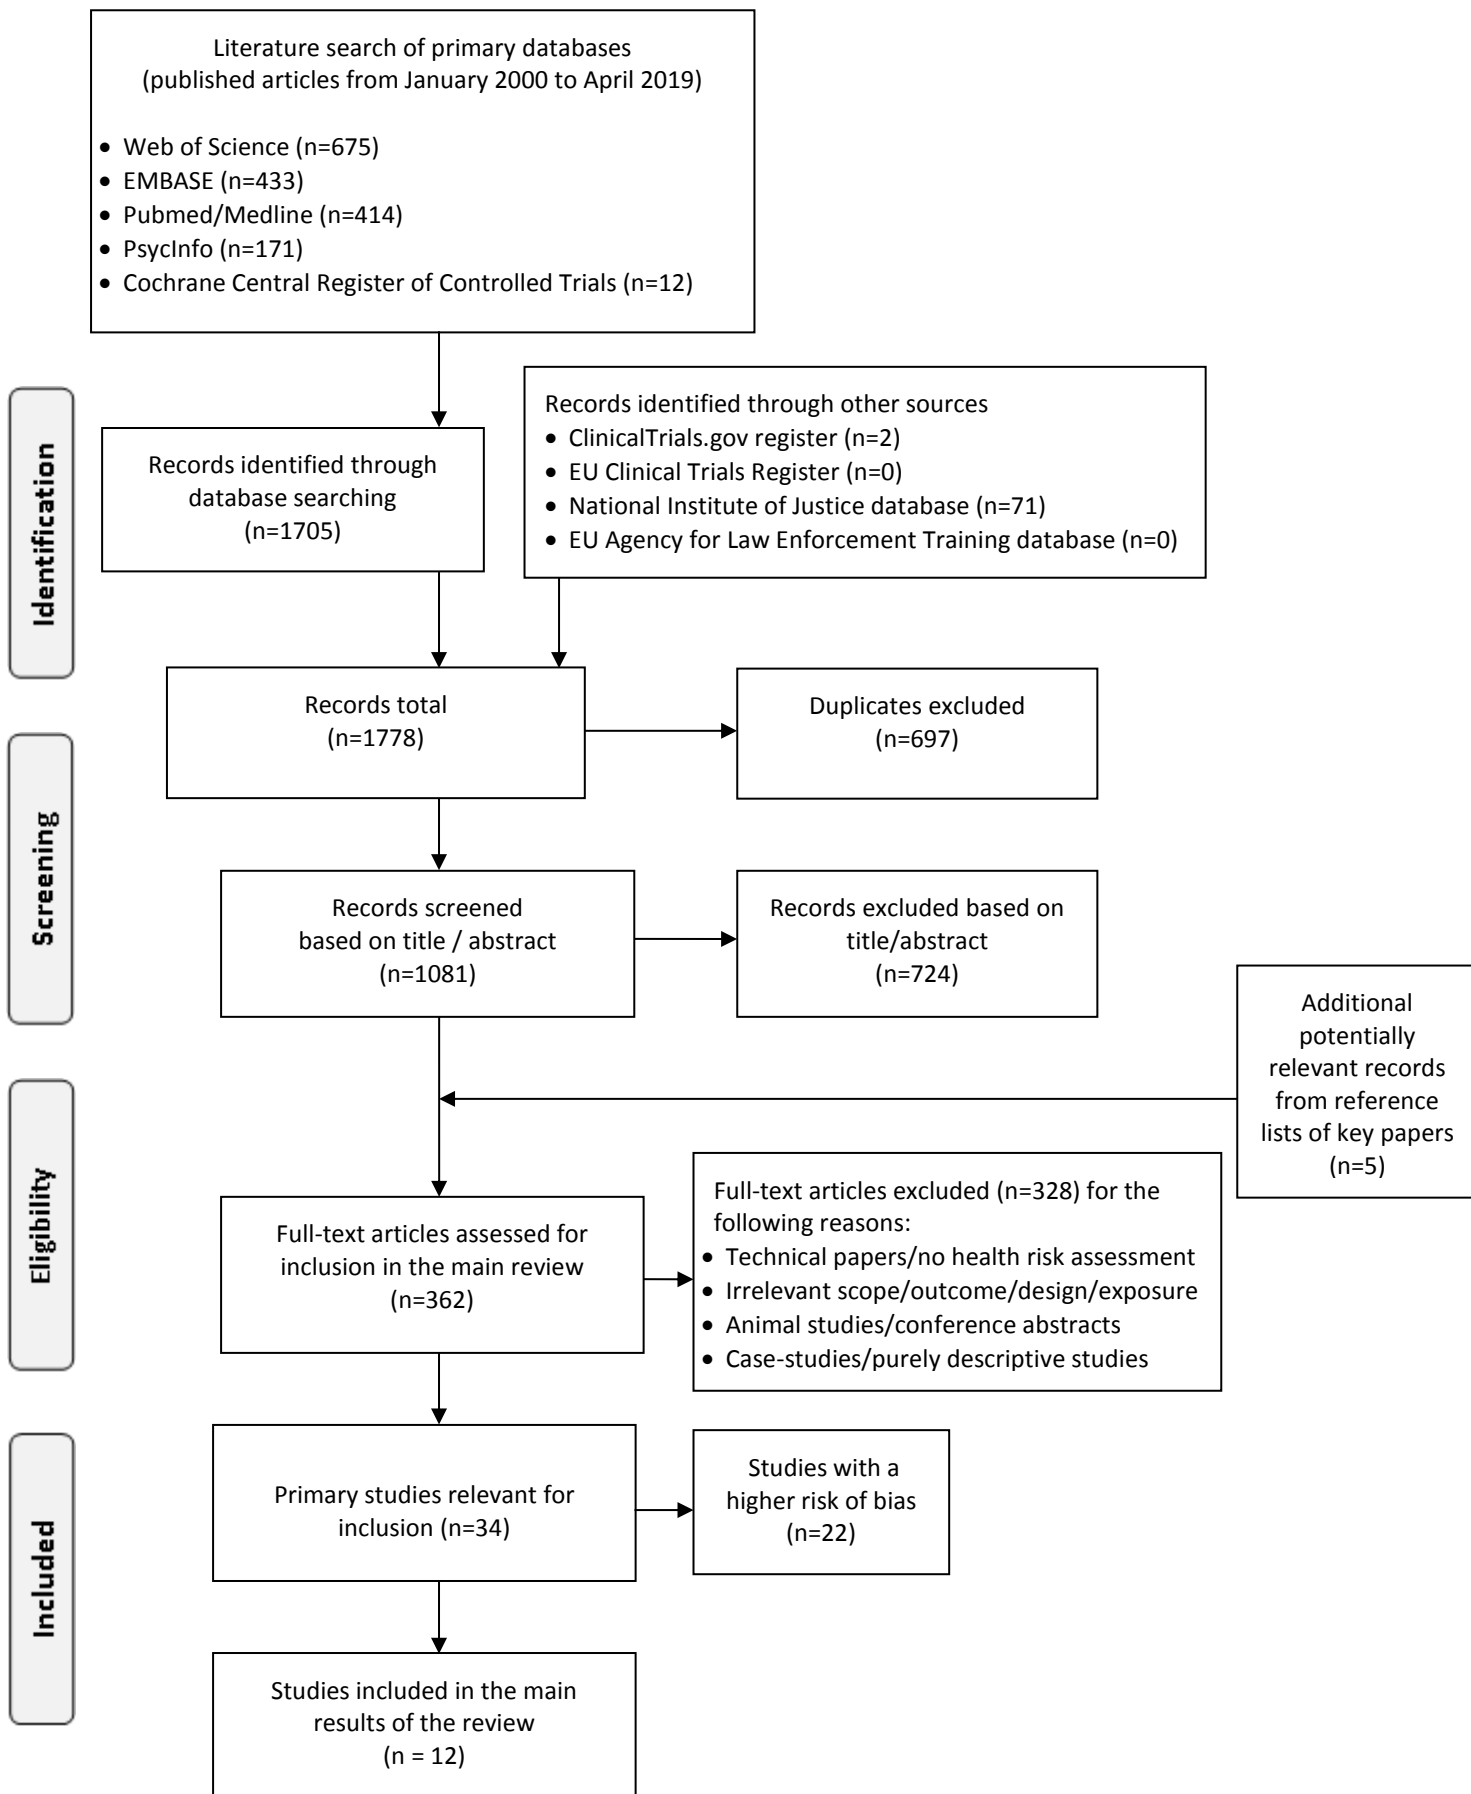 Literature search of primary databases
(published articles from January 2000 to April 2019)
• Web of Science (n=675)
• EMBASE (n=433)
• Pubmed/Medline (n=414)
• PsycInfo (n=171)
• Cochrane Central Register of Controlled Trials (n=12)
Identification
Records identified through
database searching
(n=1705)
Records identified through other sources
• ClinicalTrials.gov register (n=2)
• EU Clinical Trials Register (n=0)
• National Institute of Justice database (n=71)
• EU Agency for Law Enforcement Training database (n=0)
Records total
(n=1778)
Duplicates excluded
(n=697)
Screening
Records screened
based on title / abstract
(n=1081)
Records excluded based on
title/abstract
(n=724)
Additional
potentially
relevant records
from reference
lists of key papers
(n=5)
Eligibility
Full-text articles assessed for
inclusion in the main review
(n=362)
Full-text articles excluded (n=328) for the
following reasons:
• Technical papers/no health risk assessment
• Irrelevant scope/outcome/design/exposure
• Animal studies/conference abstracts
• Case-studies/purely descriptive studies
Included
Primary studies relevant for
inclusion (n=34)
Studies with a
higher risk of bias
(n=22)
Studies included in the main
results of the review
(n = 12)